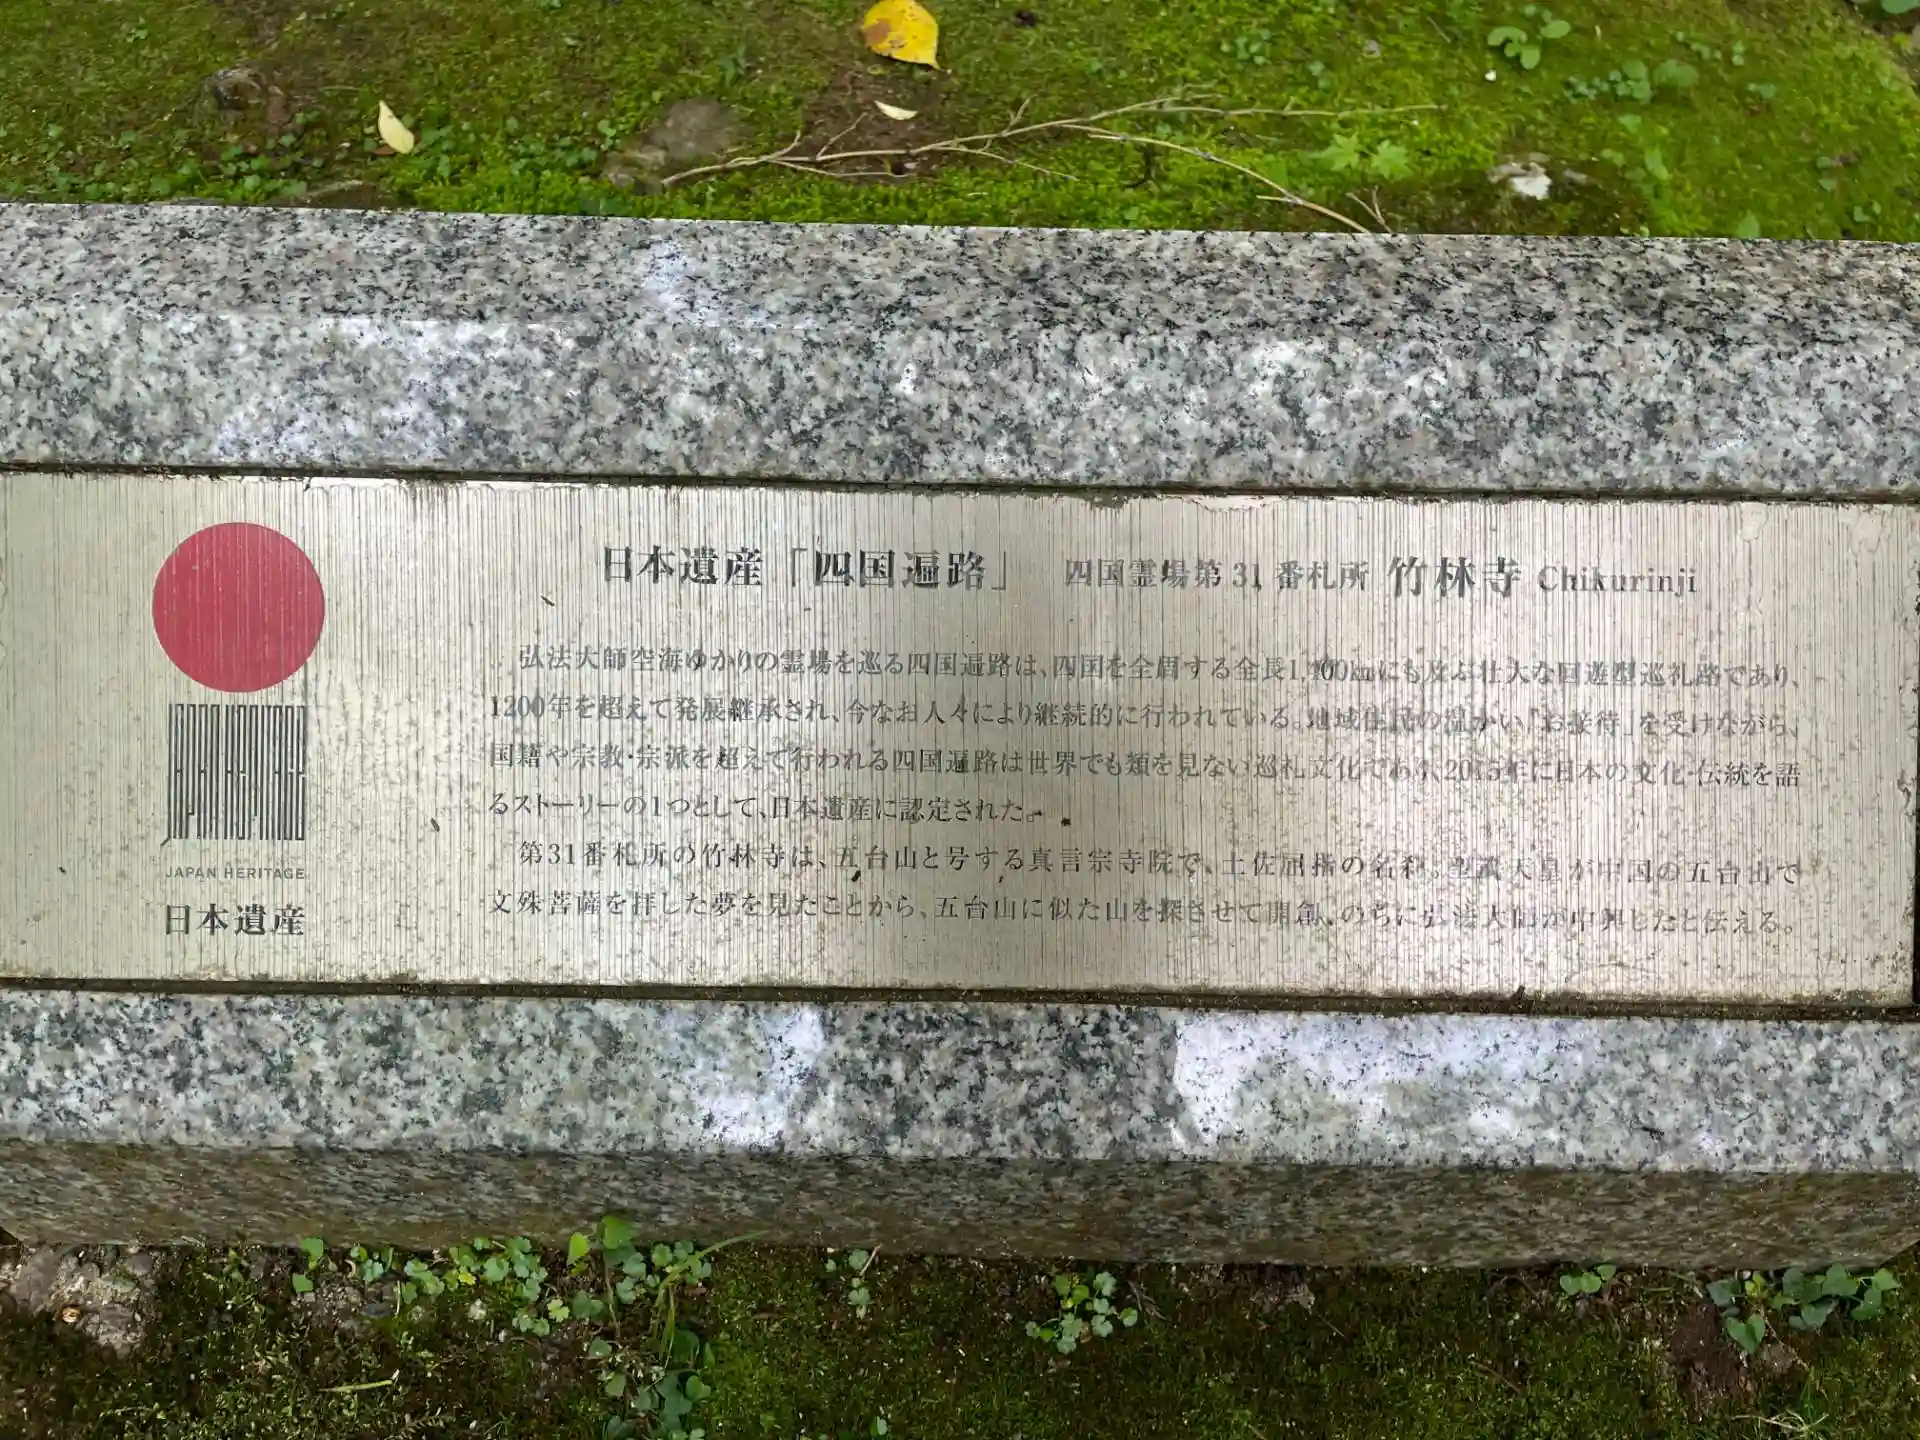 日本遺産「四国遍路」 四国霊場第31番札所 竹林寺 Chikurinji
弘法大師空海ゆかりの霊場を巡る四国遍路は、四国を全周する全長1,400kmにも及ぶ壮大な回遊型巡礼路であり、
1200年を超えて発展継承され、今なお人々により継続的に行われている。地域住民の温かい「お接待」を受けながら、
国籍や宗教・宗派を超えて行われる四国遍路は世界でも類を見ない巡礼文化であり、2015年に日本の文化・伝統を語
るストーリーの1つとして、日本遺産に認定された。
第31番札所の竹林寺は、五台山と号する真言宗寺院で、土佐屈指の名刹。聖武天皇が中国の五台山で
文殊菩薩を拝した夢を見たことから、五台山に似た山を探させて開創、のちに弘法大師が中興したと伝える。
JAPAN HERITAGE
JAPAN HERITAGE
日本遺産